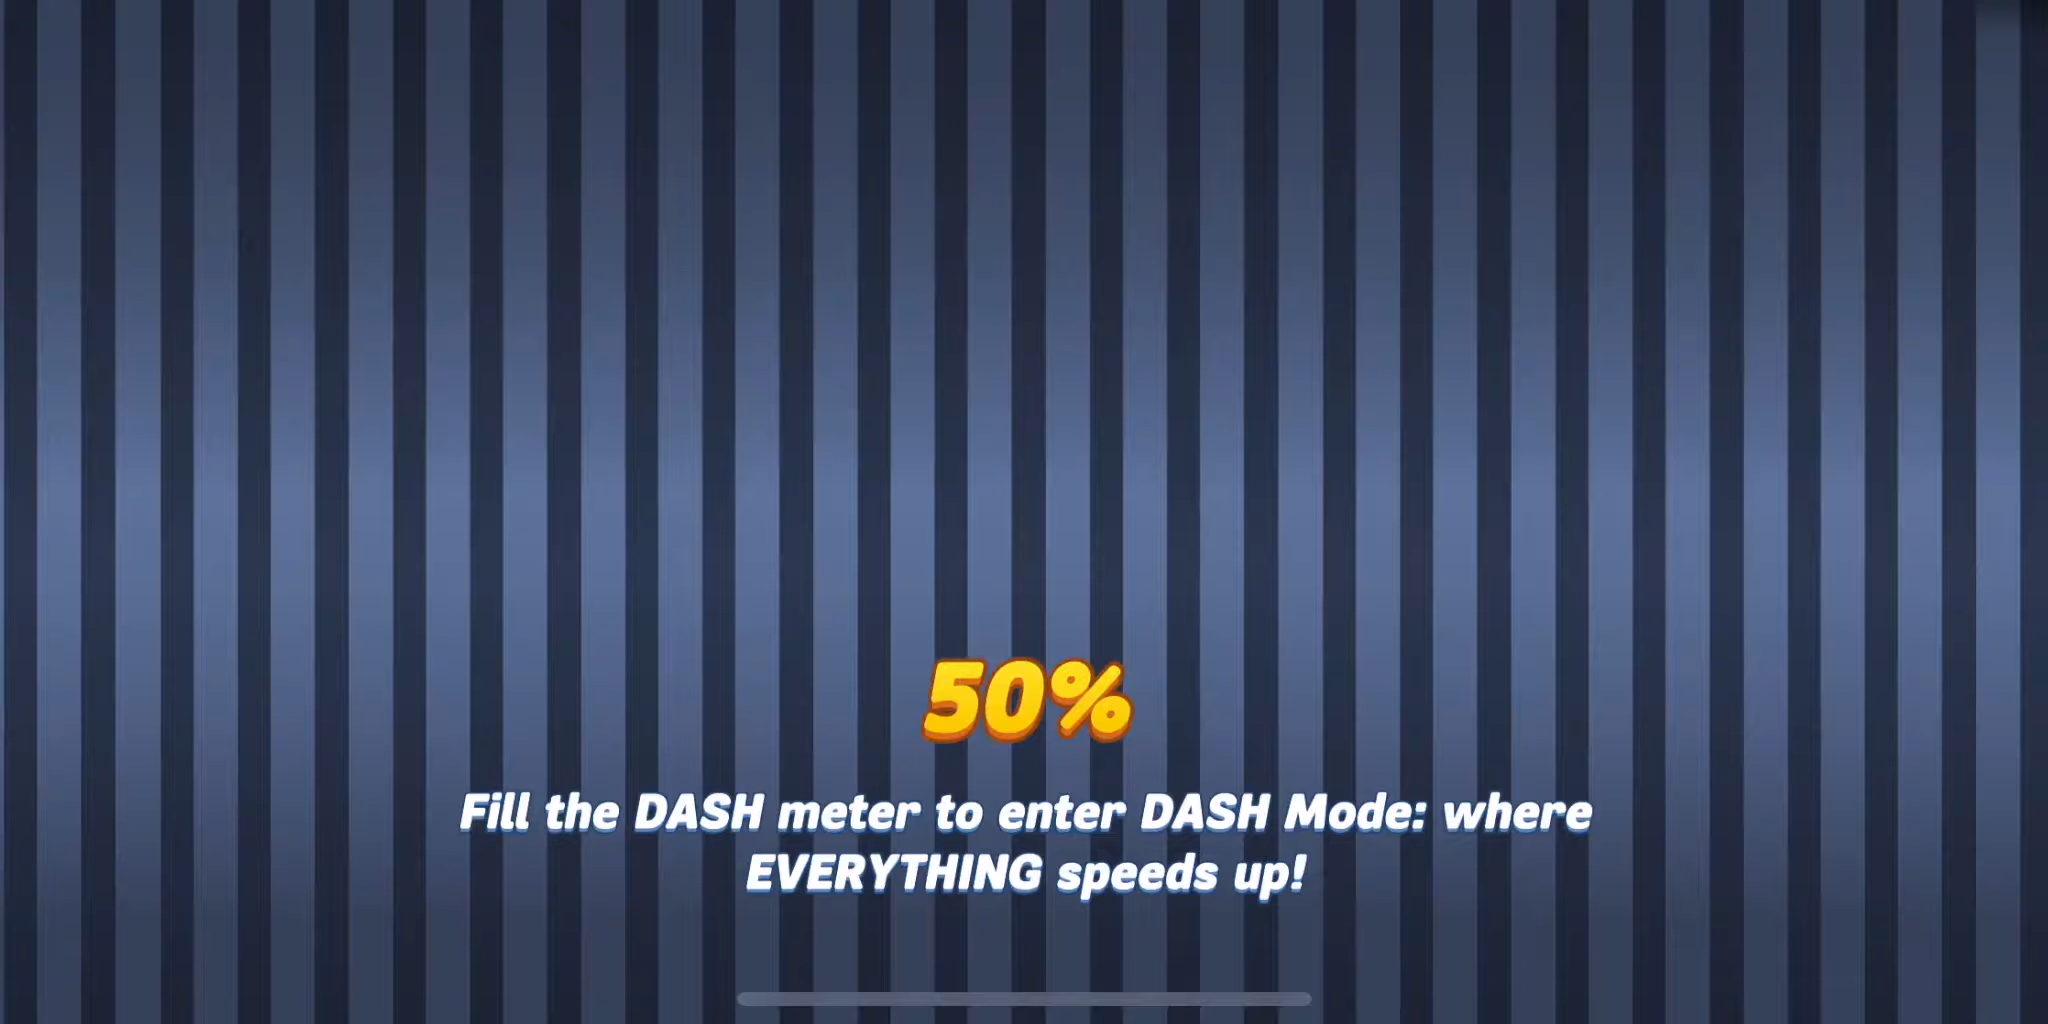 50%
Fill the DASH meter to enter DASH Mode: where
EVERYTHING speeds up!